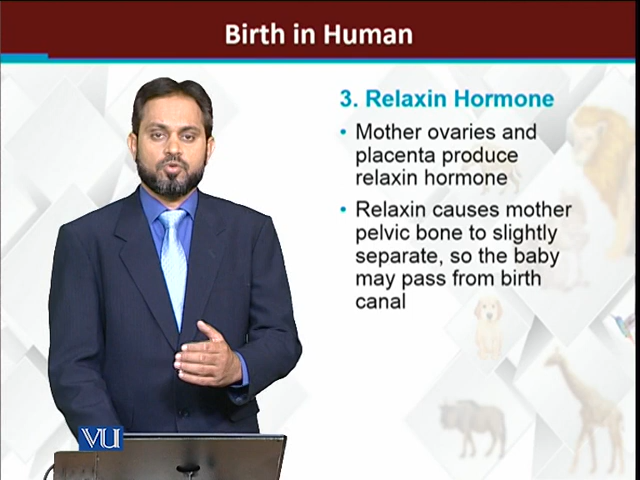 Birth in Human
3. Relaxin Hormone
• Mother ovaries and
placenta produce
relaxin hormone
• Relaxin causes mother
pelvic bone to slightly
separate, so the baby
may pass from birth
canal
VU